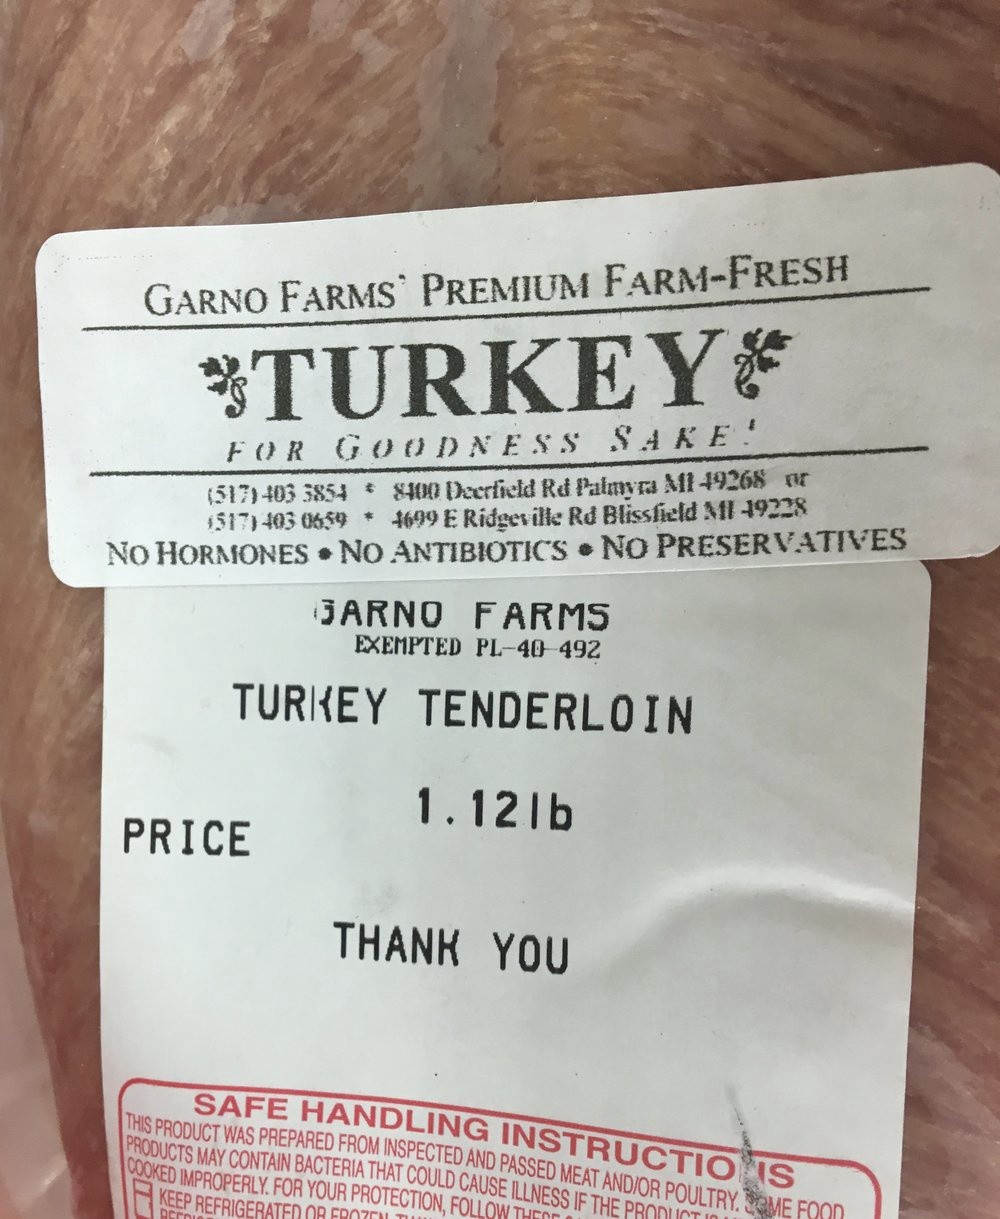 GARNO FARMS' PREMIUM FARM-FRESH
TURKEY
FOR GOODNESS SAKE!
(517) 403 3854 * 8400 Deerfield Rd Palmyra MI 49268 or
(517) 403 0659 * 4699 E Ridgeville Rd Blissfield MI 49228
NO HORMONES • NO ANTIBIOTICS • NO PRESERVATIVES
GARNO FARMS
EXEMPTED PL-40-492
TURKEY TENDERLOIN
1.12lb
PRICE
THANK YOU
SAFE HANDLING INSTRUCTIONS
THIS PRODUCT WAS PREPARED FROM INSPECTED AND PASSED MEAT AND/OR POULTRY. SOME FOOD
PRODUCTS MAY CONTAIN BACTERIA THAT COULD CAUSE ILLNESS IF THE PRODUCT IS
COOKED IMPROPERLY. FOR YOUR PROTECTION, FOLLOW THESE
KEEP REFRIGERATED OR FROZEN.